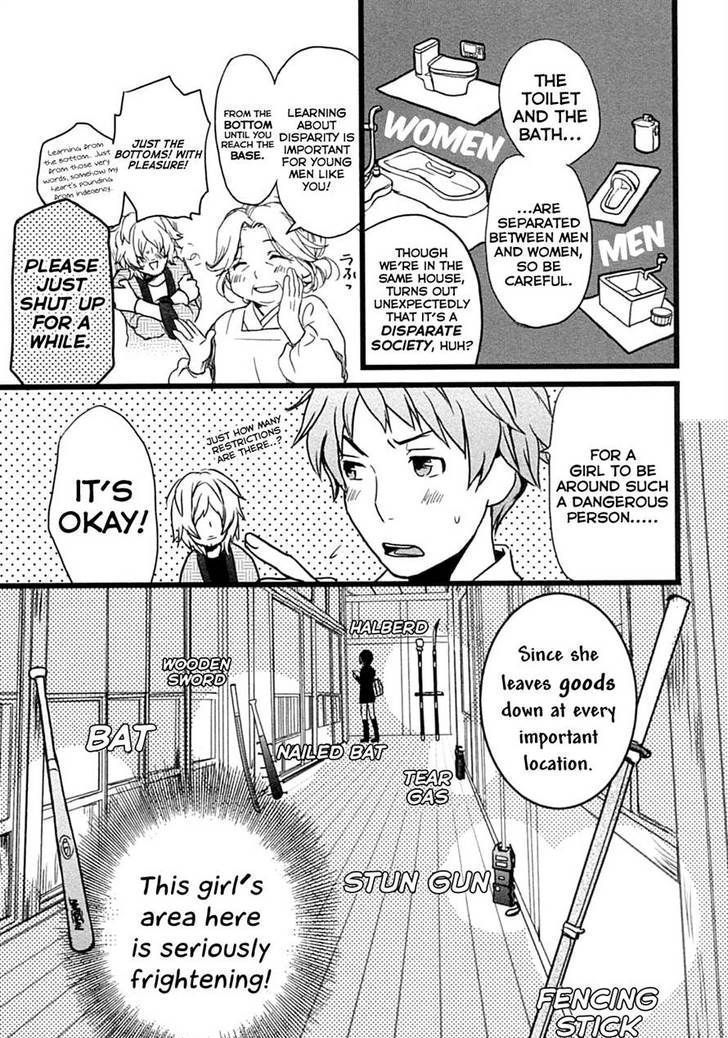 THE
TOILET
AND THE
BATH...
WOMEN
...ARE
SEPARATED
BETWEEN MEN
AND WOMEN,
SO BE
CAREFUL.
MEN
THOUGH
WE'RE IN THE
SAME HOUSE,
TURNS OUT
UNEXPECTEDLY
THAT IT'S A
DISPARATE
SOCIETY, HUH?
LEARNING
ABOUT
DISPARITY IS
IMPORTANT
FOR YOUNG
MEN LIKE
YOU!
FROM THE
BOTTOM
UNTIL YOU
REACH THE
BASE.
うふっ
JUST THE
BOTTOMS! WITH
PLEASURE!
Learning from
the bottom. Just
from those very
words, somehow my
heart's pounding
from indecency.
PLEASE
JUST
SHUT UP
FOR A
WHILE.
FOR A
GIRL TO BE
AROUND SUCH
A DANGEROUS
PERSON.....
JUST HOW MANY
RESTRICTIONS
ARE THERE..?
IT'S
OKAY!
Since she
leaves goods
down at every
important
location.
HALBERD
WOODEN
SWORD
BAT
NAILED BAT
TEAR
GAS
STUN GUN
This girl's
area here
is seriously
frightening!
FENCING
STICK